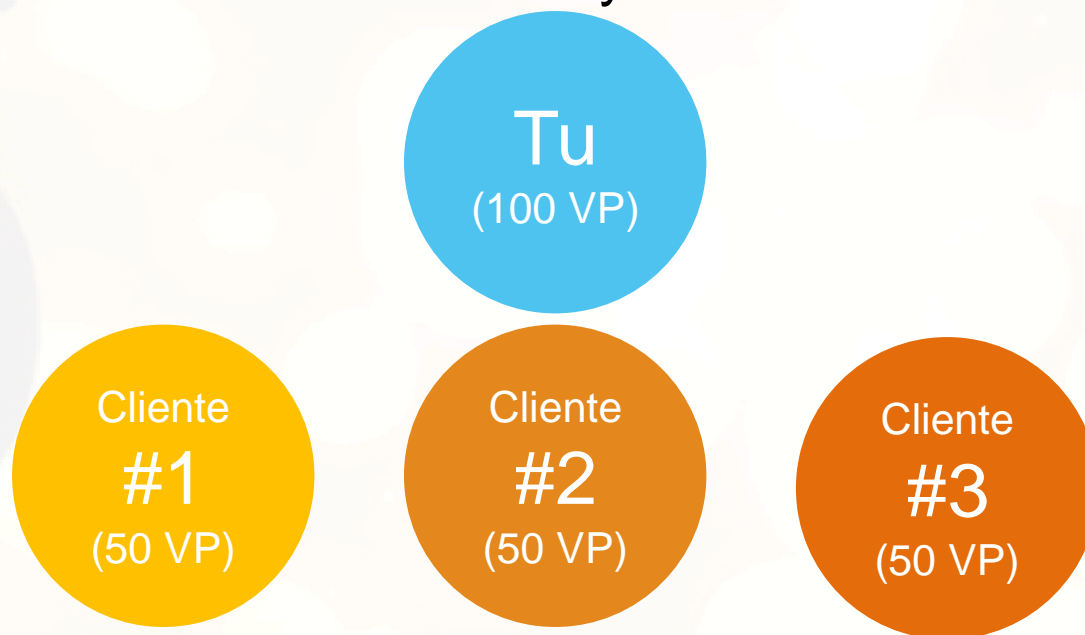 Tu
(100 VP)
Cliente
#1
(50 VP)
Cliente
#2
(50 VP)
Cliente
#3
(50 VP)